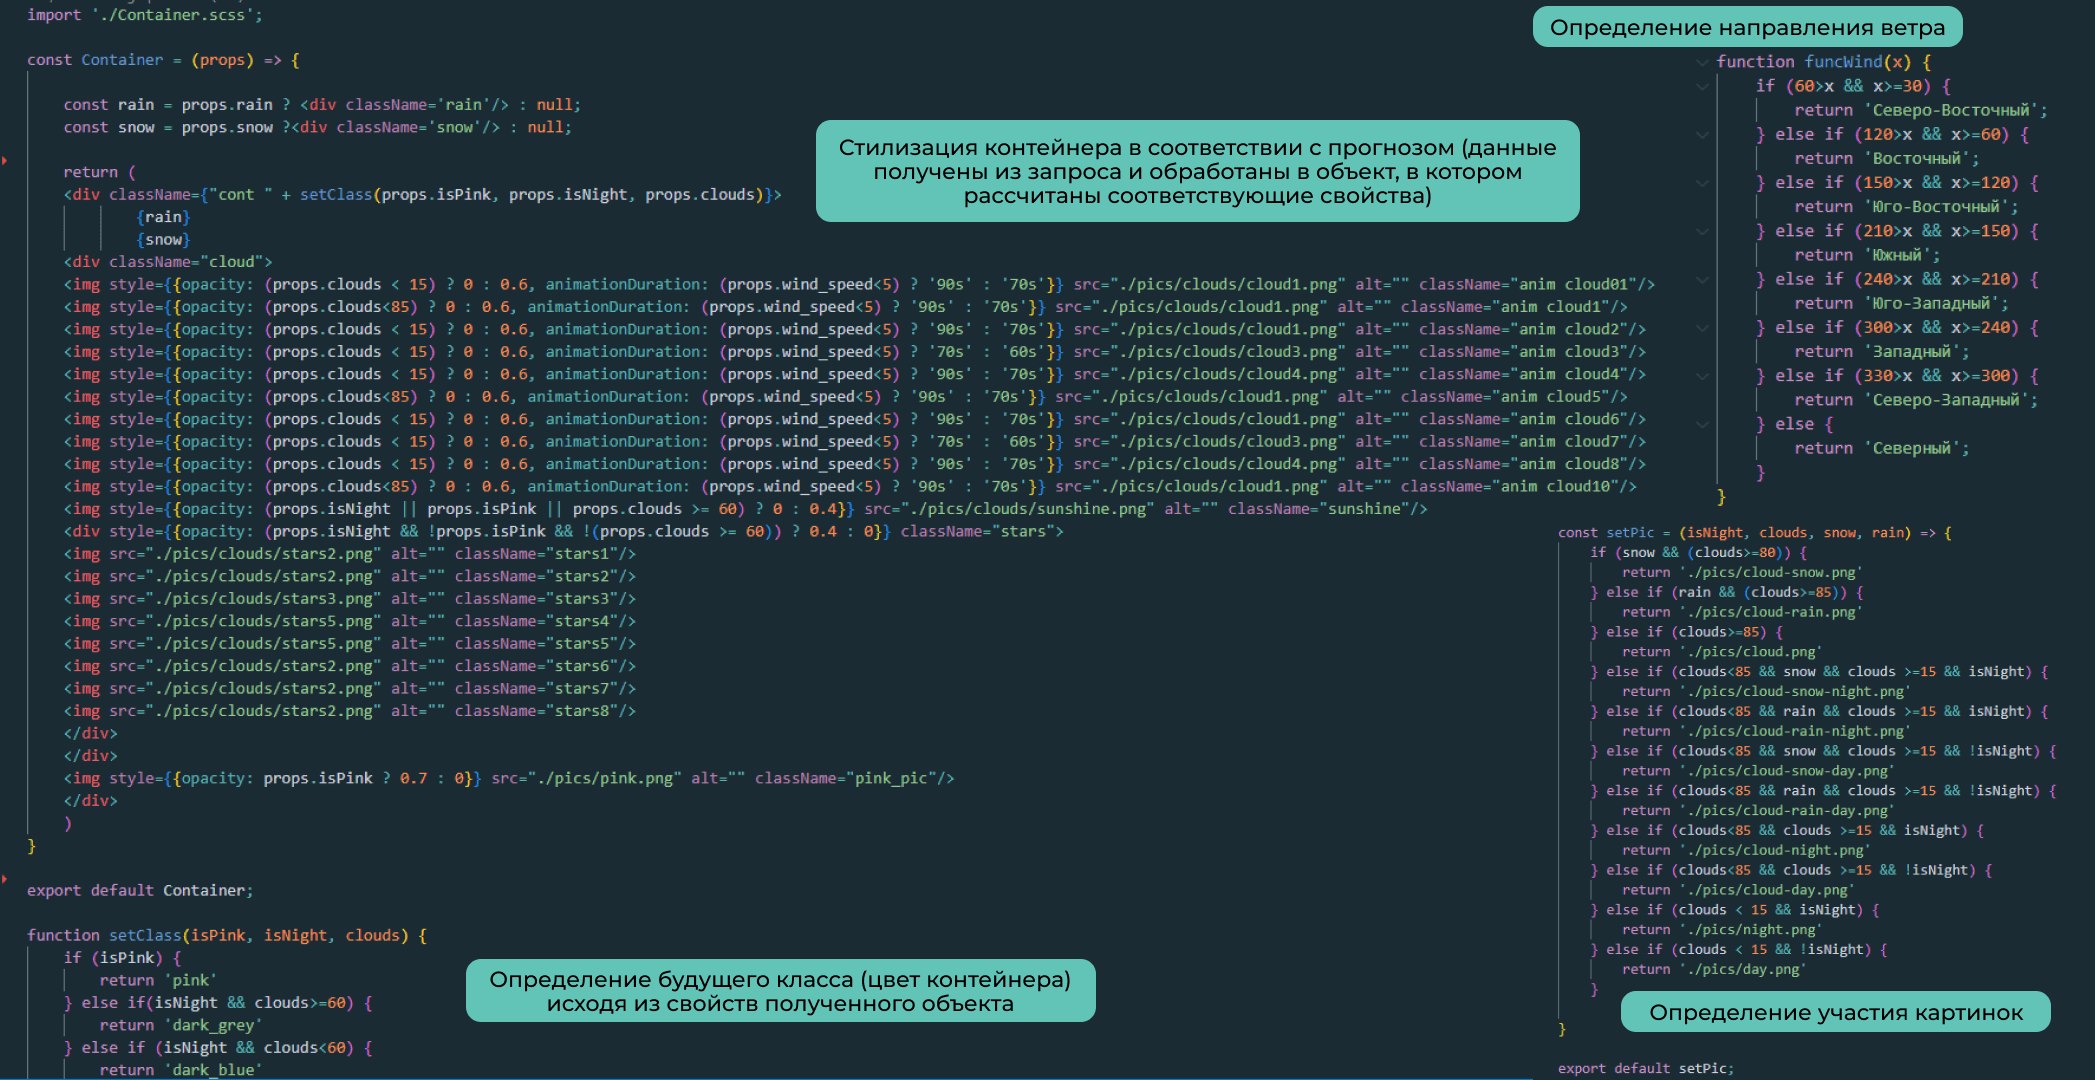 import './Container.scss';
const Container = (props) => {
const rain = props.rain ? <div className='rain'/> : null;
const snow = props.snow ?<div className='snow'/> : null;
return (
<div className={"cont " + setClass(props.isPink, props.isNight, props.clouds)}>
{rain}
{snow}
<div className="cloud">
<img style={{opacity: (props.clouds < 15) ? 0 : 0.6, animationDuration: (props.wind_speed<5) ? '90s' : '70s'}} src="./pics/clouds/cloud1.png" alt="" className="anim cloud01"/>
<img style={{opacity: (props.clouds<85) ? 0 : 0.6, animationDuration: (props.wind_speed<5) ? '90s' : '70s'}} src="./pics/clouds/cloud1.png" alt="" className="anim cloud1"/>
<img style={{opacity: (props.clouds < 15) ? 0 : 0.6, animationDuration: (props.wind_speed<5) ? '90s' : '70s'}} src="./pics/clouds/cloud1.png" alt="" className="anim cloud2"/>
<img style={{opacity: (props.clouds < 15) ? 0 : 0.6, animationDuration: (props.wind_speed<5) ? '70s' : '60s'}} src="./pics/clouds/cloud3.png" alt="" className="anim cloud3"/>
<img style={{opacity: (props.clouds < 15) ? 0 : 0.6, animationDuration: (props.wind_speed<5) ? '90s' : '70s'}} src="./pics/clouds/cloud4.png" alt="" className="anim cloud4"/>
<img style={{opacity: (props.clouds<85) ? 0 : 0.6, animationDuration: (props.wind_speed<5) ? '90s' : '70s'}} src="./pics/clouds/cloud1.png" alt="" className="anim cloud5"/>
<img style={{opacity: (props.clouds < 15) ? 0 : 0.6, animationDuration: (props.wind_speed<5) ? '90s' : '70s'}} src="./pics/clouds/cloud1.png" alt="" className="anim cloud6"/>
<img style={{opacity: (props.clouds < 15) ? 0 : 0.6, animationDuration: (props.wind_speed<5) ? '70s' : '60s'}} src="./pics/clouds/cloud3.png" alt="" className="anim cloud7"/>
<img style={{opacity: (props.clouds < 15) ? 0 : 0.6, animationDuration: (props.wind_speed<5) ? '90s' : '70s'}} src="./pics/clouds/cloud4.png" alt="" className="anim cloud8"/>
<img style={{opacity: (props.clouds<85) ? 0 : 0.6, animationDuration: (props.wind_speed<5) ? '90s' : '70s'}} src="./pics/clouds/cloud1.png" alt="" className="anim cloud10"/>
<img style={{opacity: (props.isNight || props.isPink || props.clouds >= 60) ? 0 : 0.4}} src="./pics/clouds/sunshine.png" alt="" className="sunshine"/>
<div style={{opacity: (props.isNight && !props.isPink && !(props.clouds >= 60)) ? 0.4 : 0}} className="stars">
<img src="./pics/clouds/stars2.png" alt="" className="stars1"/>
<img src="./pics/clouds/stars2.png" alt="" className="stars2"/>
<img src="./pics/clouds/stars3.png" alt="" className="stars3"/>
<img src="./pics/clouds/stars5.png" alt="" className="stars4"/>
<img src="./pics/clouds/stars5.png" alt="" className="stars5"/>
<img src="./pics/clouds/stars2.png" alt="" className="stars6"/>
<img src="./pics/clouds/stars2.png" alt="" className="stars7"/>
<img src="./pics/clouds/stars2.png" alt="" className="stars8"/>
</div>
</div>
<img style={{opacity: props.isPink ? 0.7 : 0}} src="./pics/pink.png" alt="" className="pink_pic"/>
</div>
)
}
export default Container;
function setClass(isPink, isNight, clouds) {
if (isPink) {
return 'pink'
} else if(isNight && clouds>=60) {
return 'dark_grey'
} else if (isNight && clouds<60) {
return 'dark_blue'
Стилизация контейнера в соответствии с прогнозом (данные
получены из запроса и обработаны в объект, в котором
рассчитаны соответствующие свойства)
Определение будущего класса (цвет контейнера)
исходя из свойств полученного объекта
Определение направления ветра
function funcWind(x) {
if (60>x && x>=30) {
return 'Северо-Восточный';
} else if (120>x && x>=60) {
return 'Восточный';
} else if (150>x && x>=120) {
return 'Юго-Восточный';
} else if (210>x && x>=150) {
return 'Южный';
} else if (240>x && x>=210) {
return 'Юго-Западный';
} else if (300>x && x>=240) {
return 'Западный';
} else if (330>x && x>=300) {
return 'Северо-Западный';
} else {
return 'Северный';
}
}
const setPic = (isNight, clouds, snow, rain) => {
if (snow && (clouds>=80)) {
return './pics/cloud-snow.png'
} else if (rain && (clouds>=85)) {
return './pics/cloud-rain.png'
} else if (clouds>=85) {
return './pics/cloud.png'
} else if (clouds<85 && snow && clouds >=15 && isNight) {
return './pics/cloud-snow-night.png'
} else if (clouds<85 && rain && clouds >=15 && isNight) {
return './pics/cloud-rain-night.png'
} else if (clouds<85 && snow && clouds >=15 && !isNight) {
return './pics/cloud-snow-day.png'
} else if (clouds<85 && rain && clouds >=15 && !isNight) {
return './pics/cloud-rain-day.png'
} else if (clouds<85 && clouds >=15 && isNight) {
return './pics/cloud-night.png'
} else if (clouds<85 && clouds >=15 && !isNight) {
return './pics/cloud-day.png'
} else if (clouds < 15 && isNight) {
return './pics/night.png'
} else if (clouds < 15 && !isNight) {
return './pics/day.png'
}
Определение участия картинок
}
export default setPic;